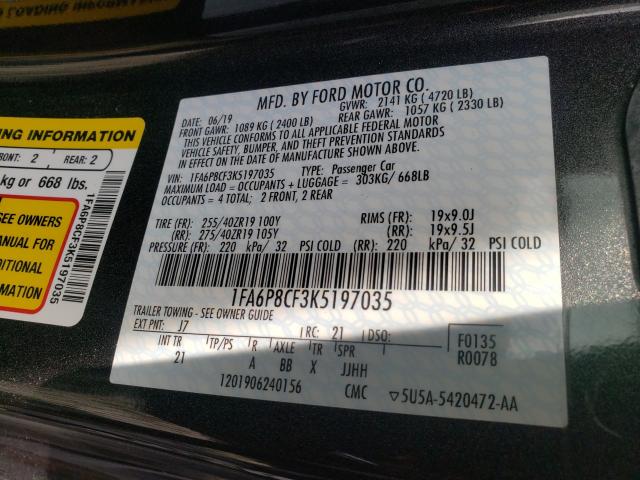 LOADING INFORMATION
ING INFORMATION
FRONT: 2 REAR: 2
kg or 668 lbs.
SEE OWNERS
MANUAL FOR
DITIONAL
FORMATION
1FA6P8CF3K5197035
MFD. BY FORD MOTOR CO.
DATE: 06/19 GVWR: 2141 KG ( 4720 LB)
FRONT GAWR: 1089 KG ( 2400 LB) REAR GAWR: 1057 KG ( 2330 LB)
THIS VEHICLE CONFORMS TO ALL APPLICABLE FEDERAL MOTOR
VEHICLE SAFETY, BUMPER, AND THEFT PREVENTION STANDARDS
IN EFFECT ON THE DATE OF MANUFACTURE SHOWN ABOVE.
VIN: 1FA6P8CF3K5197035 TYPE: Passenger Car
MAXIMUM LOAD = OCCUPANTS + LUGGAGE = 303KG/ 668LB
OCCUPANTS = 4 TOTAL; 2 FRONT, 2 REAR
TIRE (FR): 255/40ZR19 100Y RIMS (FR): 19x9.0J
(RR): 275/40ZR19 105Y (RR): 19x9.5J
PRESSURE (FR): 220 kPa/ 32 PSI COLD (RR): 220 kPa/ 32 PSI COLD
1FA6P8CF3K5197035
TRAILER TOWING - SEE OWNER GUIDE
EXT PNT: J7 RC: 21 DSO: F0135
INT TR TP/PS R AXLE TR SPR R0078
21 A BB X JJHH
1201906240156 CMC ▽5U5A-5420472-AA